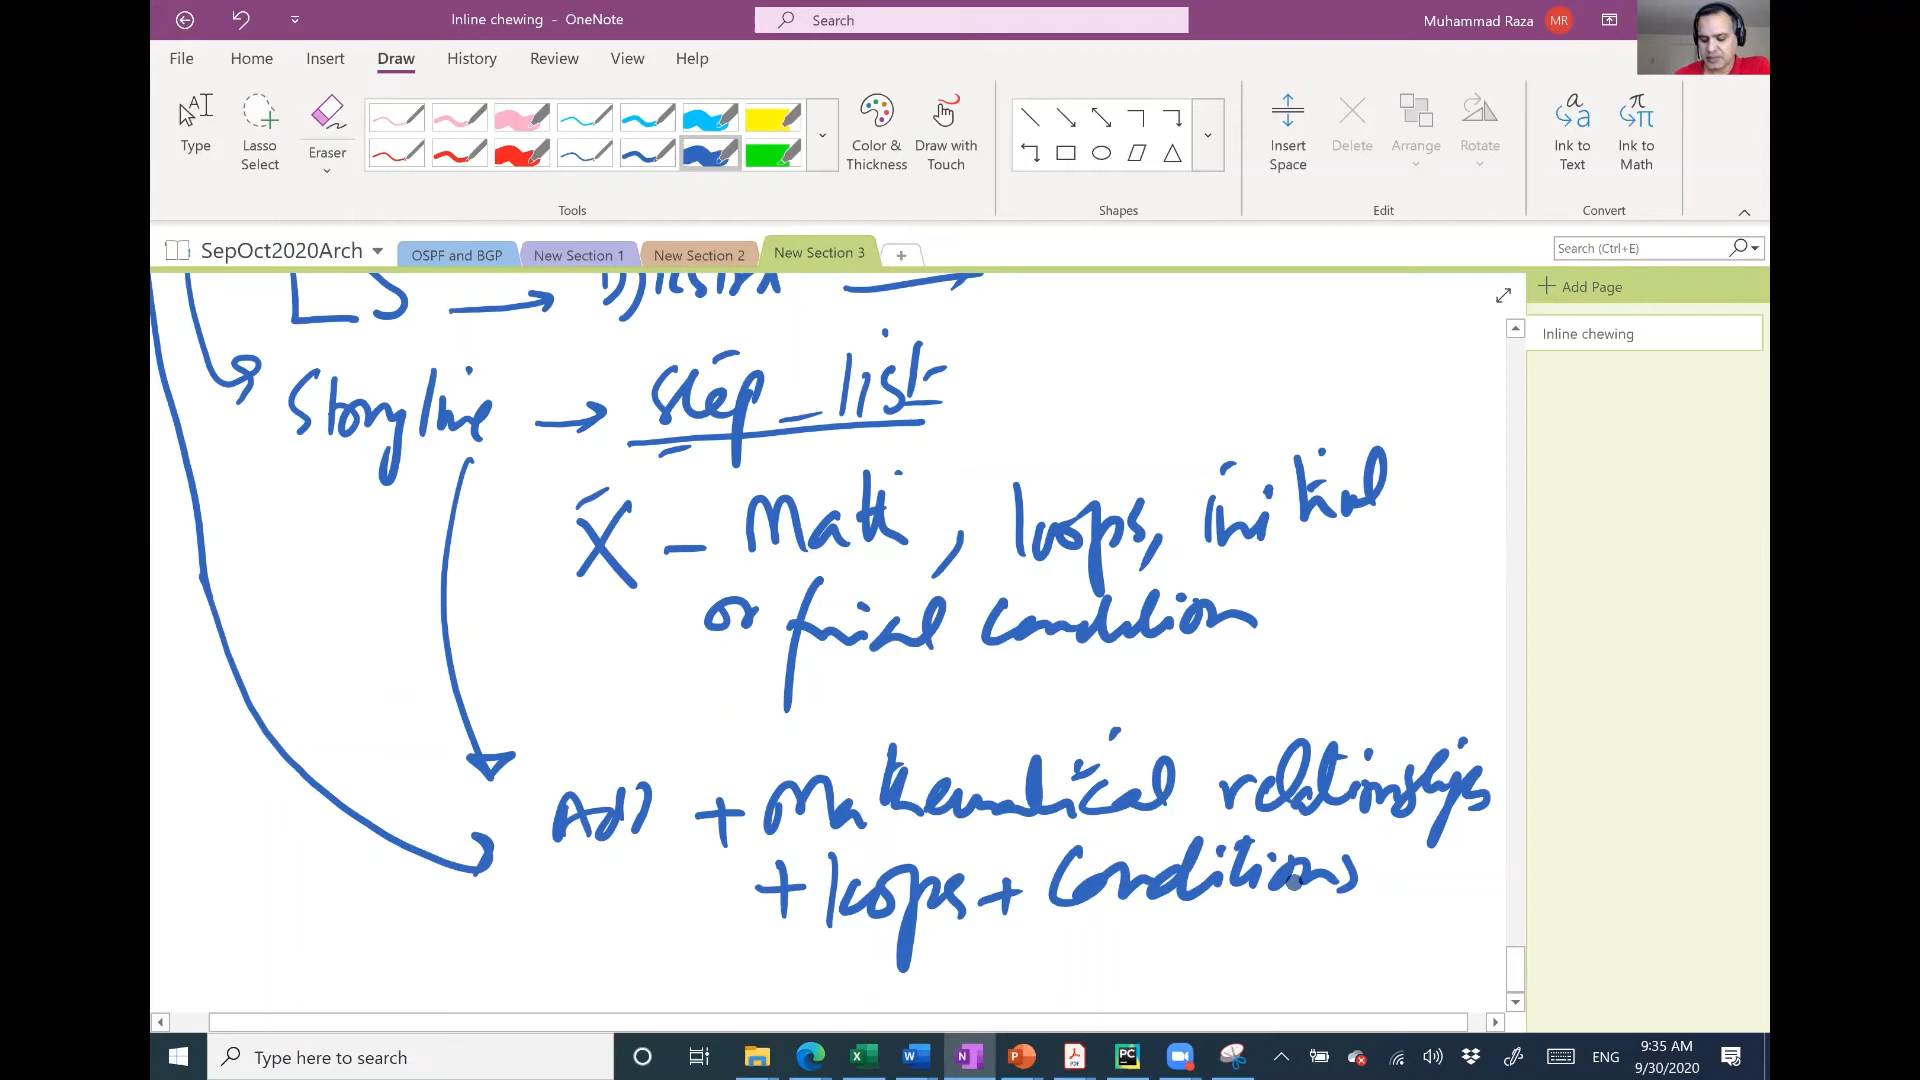 Inline chewing - OneNote
Search
Muhammad Raza
MR
File Home Insert Draw History Review View Help
Type
Lasso Select
Eraser
Color & Thickness
Draw with Touch
Insert Space
Delete
Arrange
Rotate
Ink to Text
Ink to Math
Tools
Shapes
Edit
Convert
SepOct2020Arch
OSPF and BGP
New Section 1
New Section 2
New Section 3
Search (Ctrl+E)
Add Page
Inline chewing
LS → Dijkstra →
Storyline → step_list
X - Math, loops, initial
or final condition
Add + Mathematical relationships
+ loops + Conditions
Type here to search
ENG
9:35 AM
9/30/2020